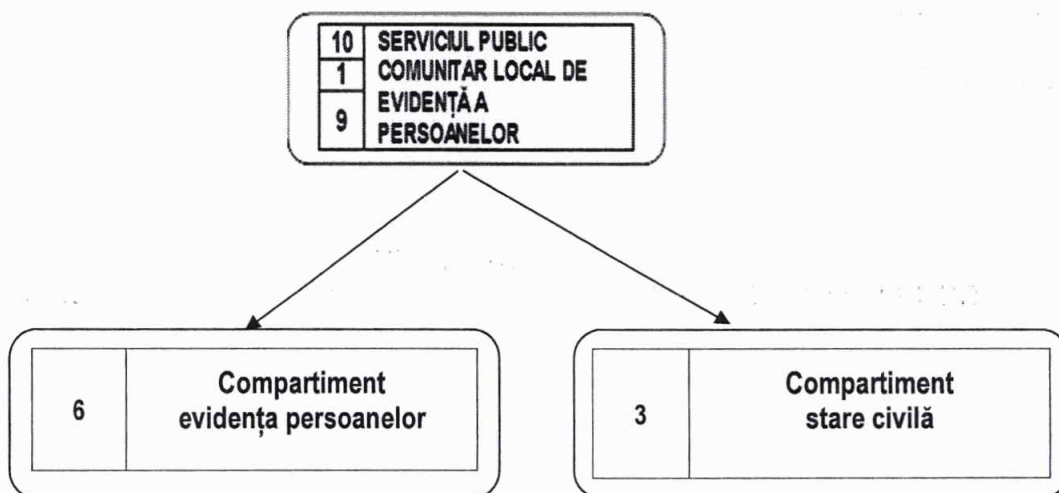 10 SERVICIUL PUBLIC
1 COMUNITAR LOCAL DE
9 EVIDENȚĂ A
PERSOANELOR
6 Compartiment
evidența persoanelor
3 Compartiment
stare civilă